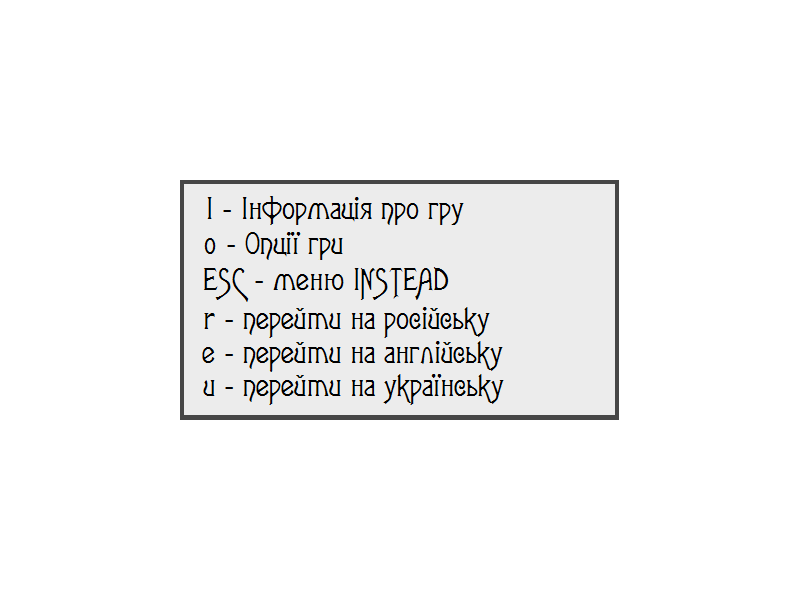 I - Інформація про гру
o - Опції гри
ESC - меню INSTEAD
r - перейти на російську
e - перейти на англійську
u - перейти на українську